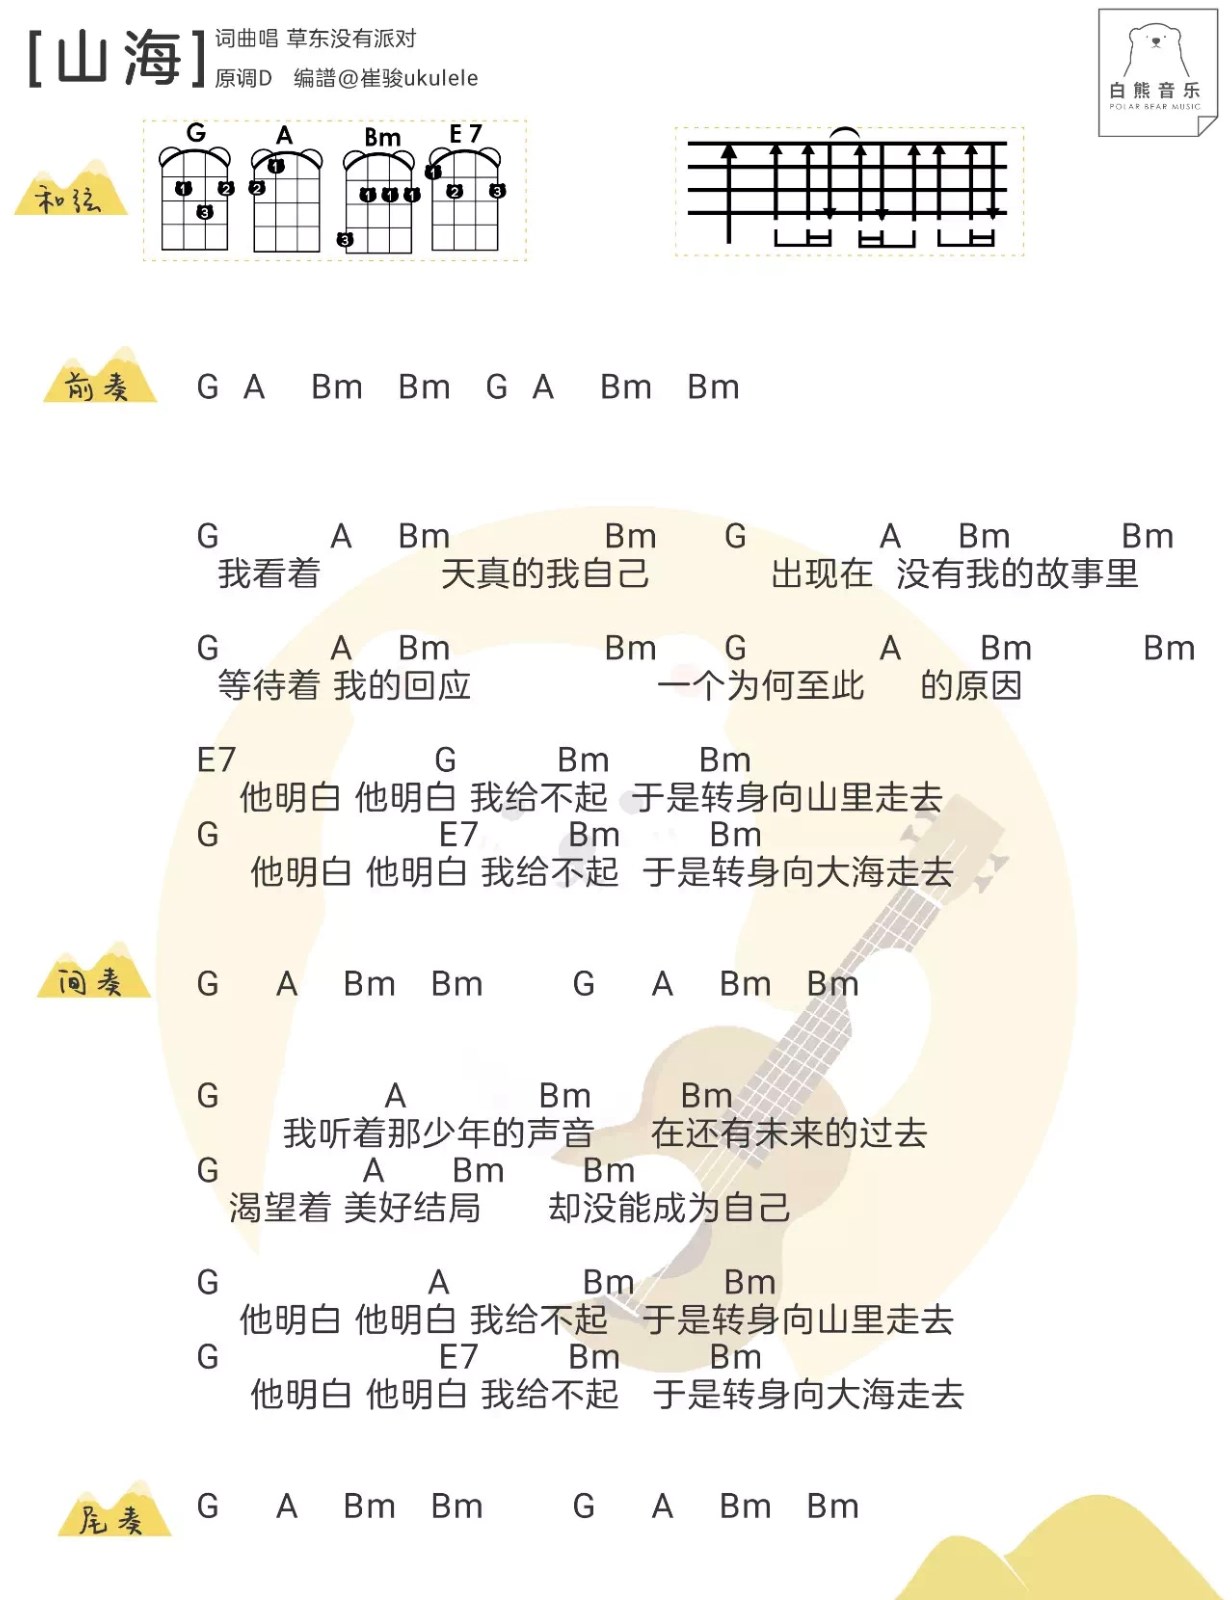 [山海]
词曲唱 草东没有派对
原调D 编譜@崔骏ukulele
白熊音乐
POLAR BEAR MUSIC
和弦
G A Bm E7
1 2 3 1 2 1 1 1 3 1 2 3
前奏 G A Bm Bm G A Bm Bm
G A Bm Bm G A Bm Bm
我看着 天真的我自己 出现在 没有我的故事里
G A Bm Bm G A Bm Bm
等待着 我的回应 一个为何至此 的原因
E7 G Bm Bm
他明白 他明白 我给不起 于是转身向山里走去
G E7 Bm Bm
他明白 他明白 我给不起 于是转身向大海走去
间奏 G A Bm Bm G A Bm Bm
G A Bm Bm
我听着那少年的声音 在还有未来的过去
G A Bm Bm
渴望着 美好结局 却没能成为自己
G A Bm Bm
他明白 他明白 我给不起 于是转身向山里走去
G E7 Bm Bm
他明白 他明白 我给不起 于是转身向大海走去
尾奏 G A Bm Bm G A Bm Bm